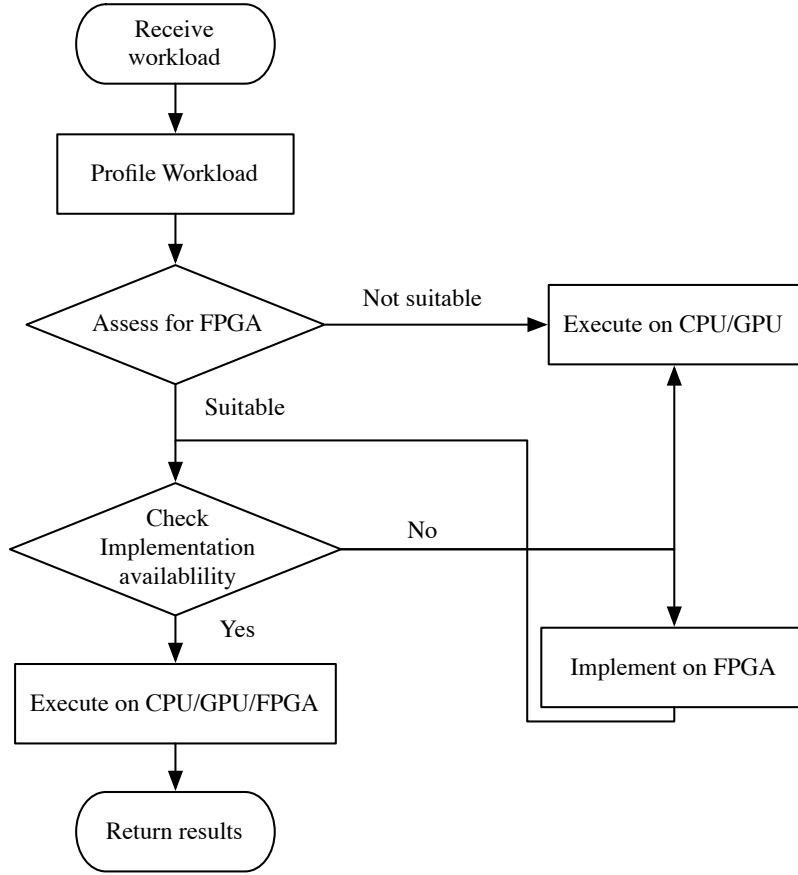 Receive
workload
Profile Workload
Assess for FPGA
Not suitable
Execute on CPU/GPU
Suitable
Check
Implementation
availablility
No
Yes
Execute on CPU/GPU/FPGA
Implement on FPGA
Return results